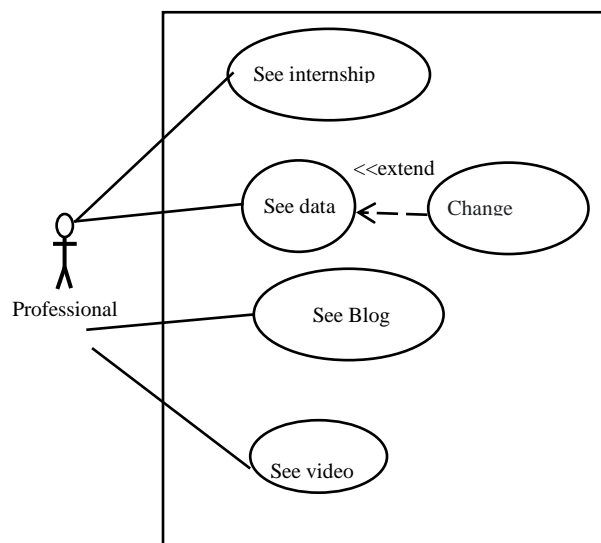 See internship
<<extend
See data
Change
Professional
See Blog
See video